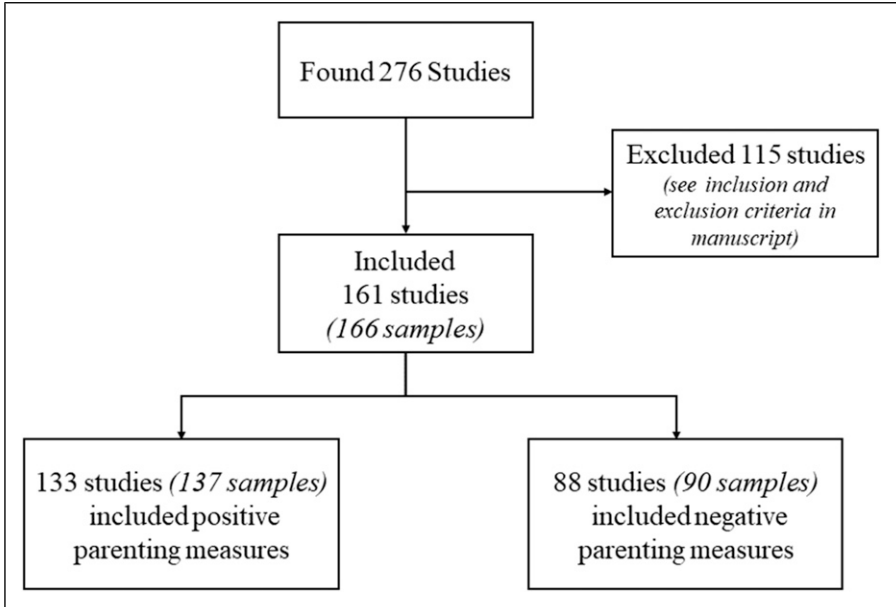 Found 276 Studies
Excluded 115 studies
(see inclusion and
exclusion criteria in
manuscript)
Included
161 studies
(166 samples)
133 studies (137 samples)
included positive
parenting measures
88 studies (90 samples)
included negative
parenting measures